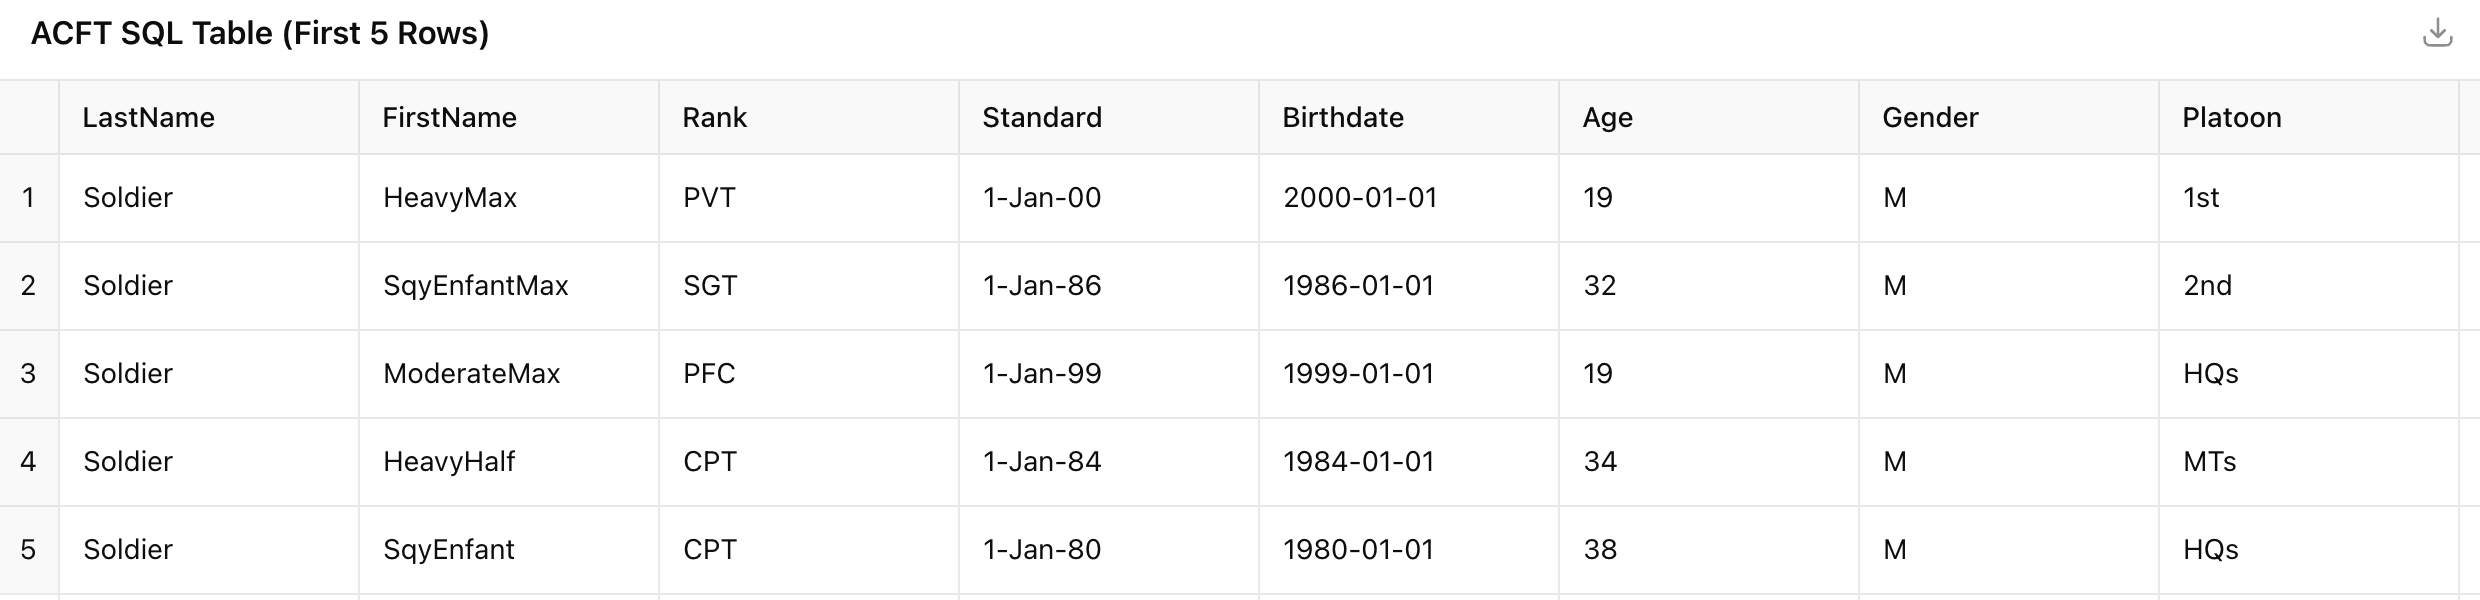 ACFT SQL Table (First 5 Rows)
LastName FirstName Rank Standard Birthdate Age Gender Platoon
1 Soldier HeavyMax PVT 1-Jan-00 2000-01-01 19 M 1st
2 Soldier SqyEnfantMax SGT 1-Jan-86 1986-01-01 32 M 2nd
3 Soldier ModerateMax PFC 1-Jan-99 1999-01-01 19 M HQs
4 Soldier HeavyHalf CPT 1-Jan-84 1984-01-01 34 M MTs
5 Soldier SqyEnfant CPT 1-Jan-80 1980-01-01 38 M HQs